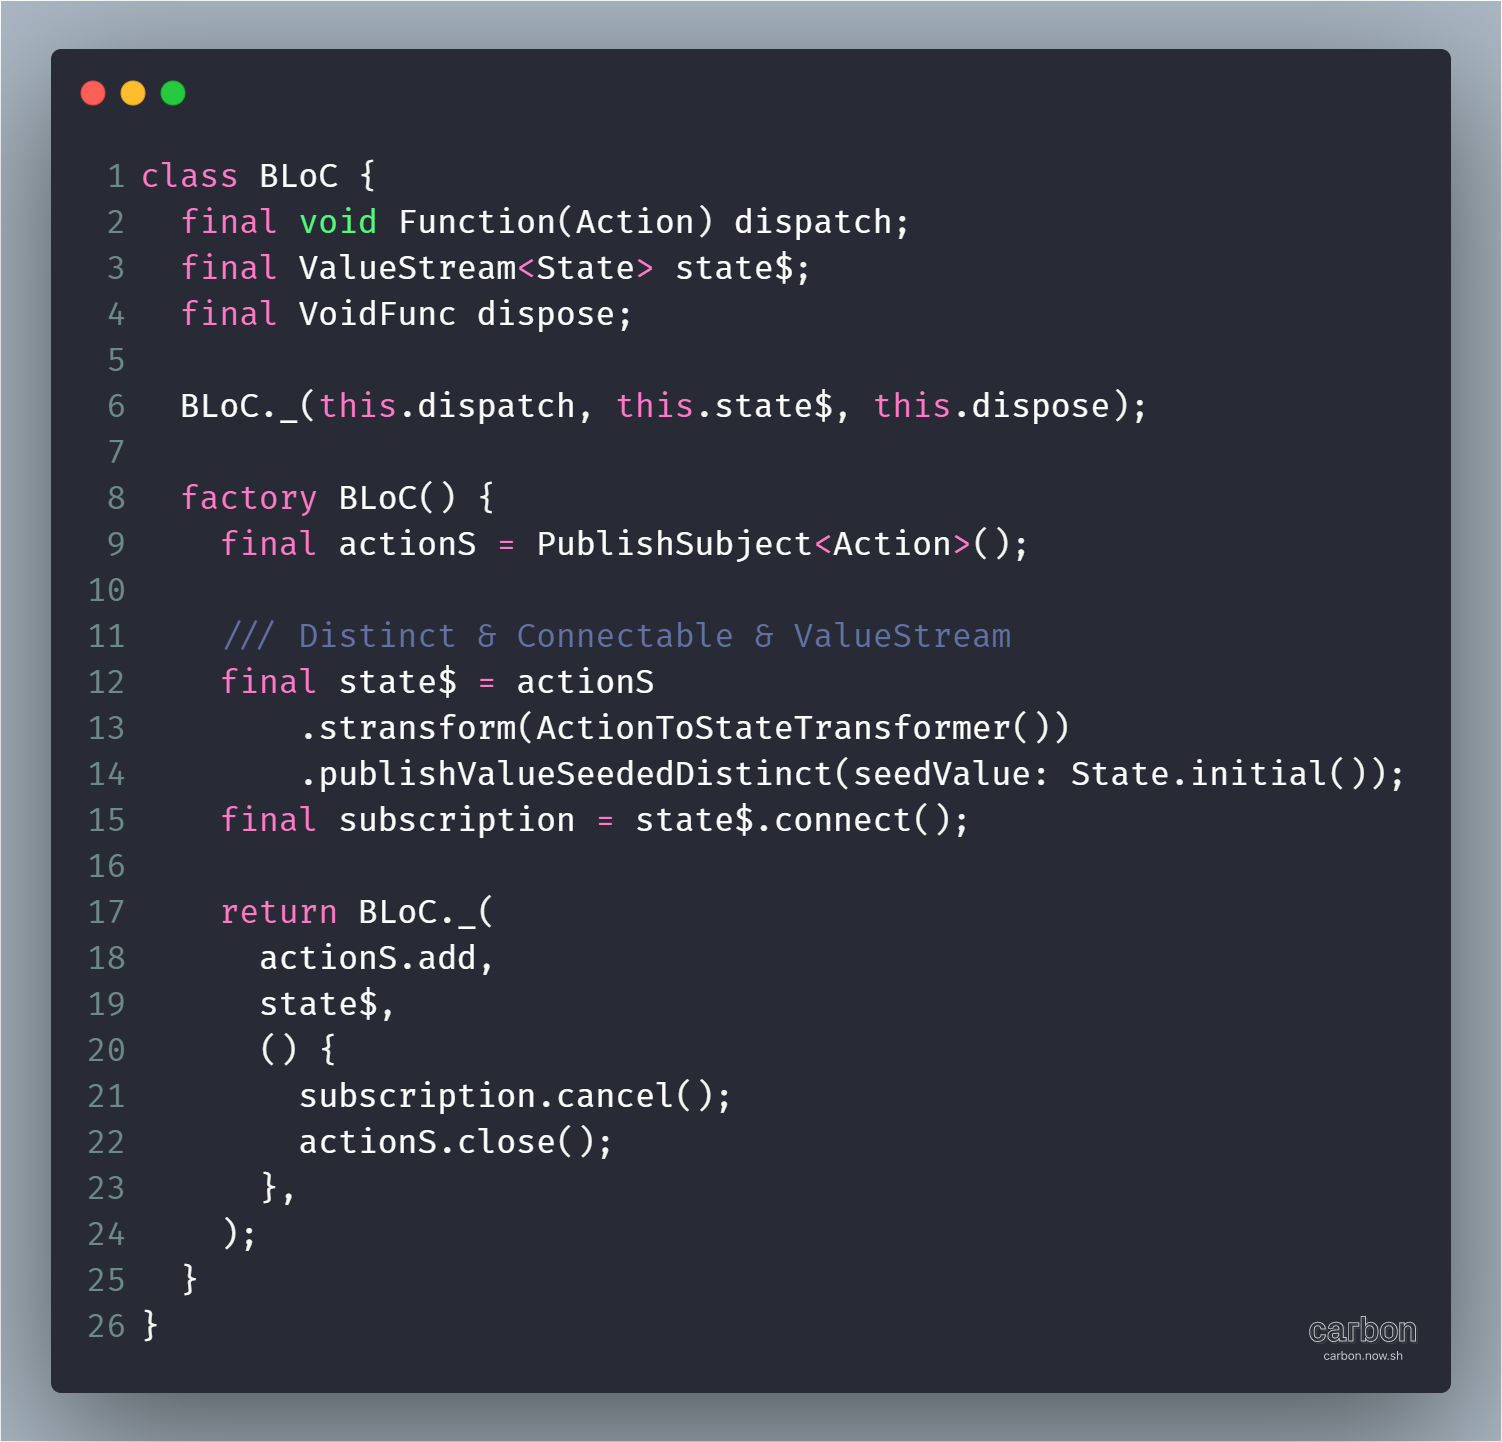 1 class BLoC {
2   final void Function(Action) dispatch;
3   final ValueStream<State> state$;
4   final VoidFunc dispose;
5
6   BLoC._(this.dispatch, this.state$, this.dispose);
7
8   factory BLoC() {
9     final actionS = PublishSubject<Action>();
10
11     /// Distinct & Connectable & ValueStream
12     final state$ = actionS
13         .stransform(ActionToStateTransformer())
14         .publishValueSeededDistinct(seedValue: State.initial());
15     final subscription = state$.connect();
16
17     return BLoC._(
18       actionS.add,
19       state$,
20       () {
21         subscription.cancel();
22         actionS.close();
23       },
24     );
25   }
26 }
carbon
carbon.now.sh